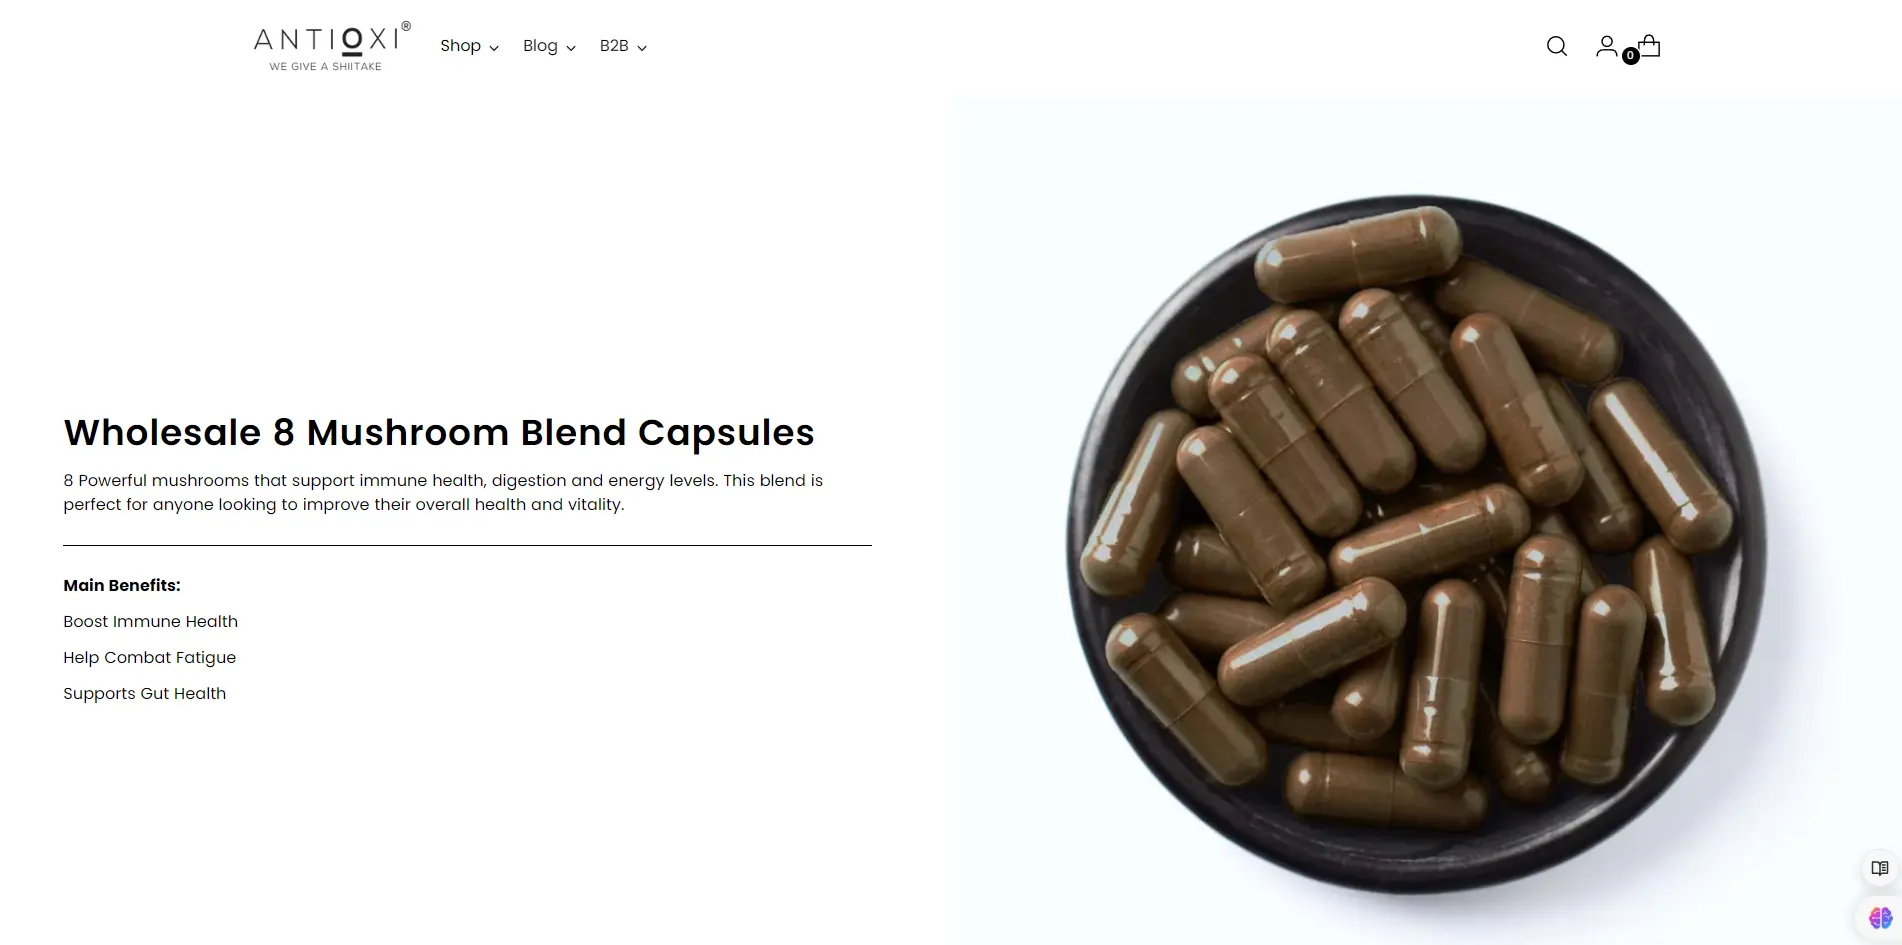 ANTIOXI®
WE GIVE A SHIITAKE
Shop
Blog
B2B
0
Wholesale 8 Mushroom Blend Capsules
8 Powerful mushrooms that support immune health, digestion and energy levels. This blend is
perfect for anyone looking to improve their overall health and vitality.
Main Benefits:
Boost Immune Health
Help Combat Fatigue
Supports Gut Health